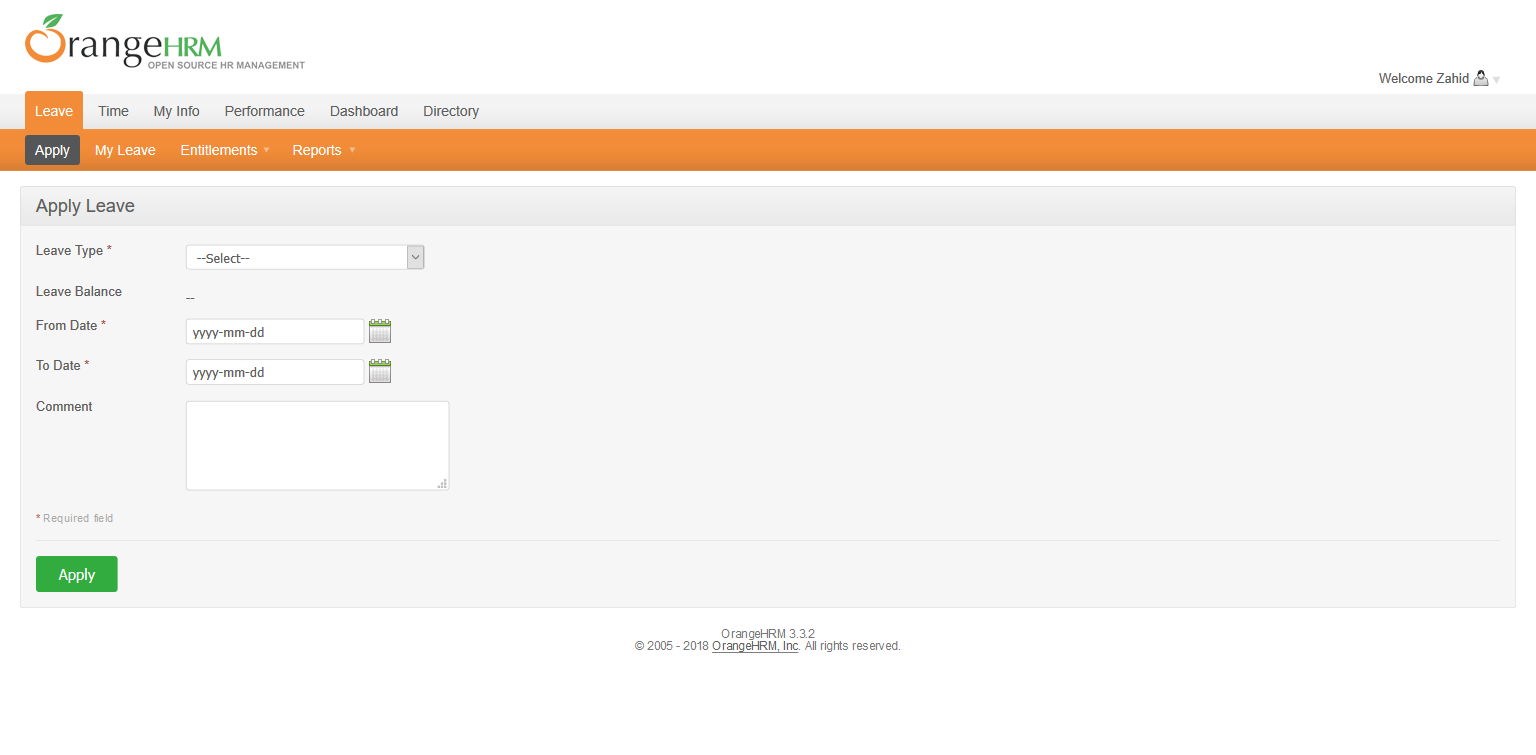 OrangeHRM
OPEN SOURCE HR MANAGEMENT
Welcome Zahid
Leave Time My Info Performance Dashboard Directory
Apply My Leave Entitlements Reports
Apply Leave
Leave Type *
--Select--
Leave Balance
--
From Date *
yyyy-mm-dd
To Date *
yyyy-mm-dd
Comment
* Required field
Apply
OrangeHRM 3.3.2
© 2005 - 2018 OrangeHRM, Inc. All rights reserved.